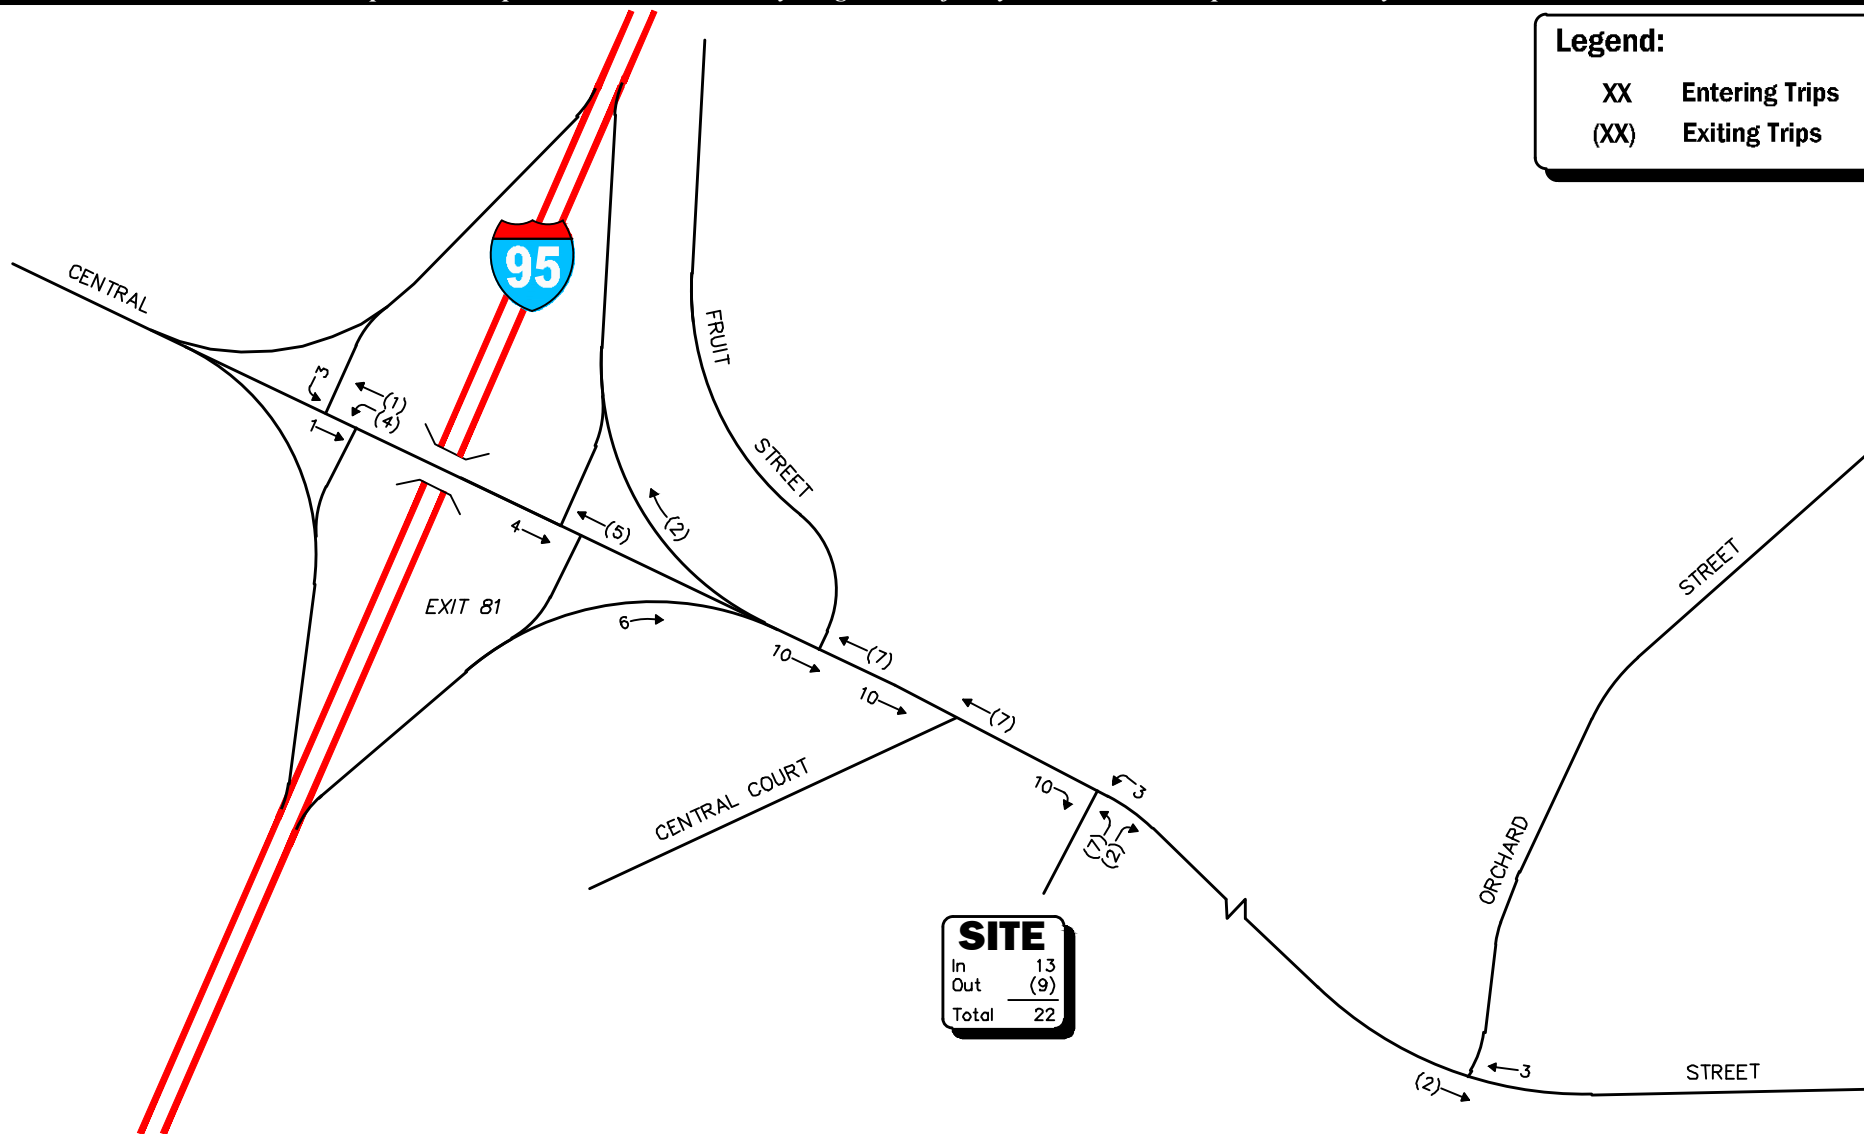 Legend:
XX Entering Trips
(XX) Exiting Trips
95
CENTRAL
FRUIT
STREET
3
(1)
(4)
1
4
(5)
(2)
EXIT 81
6
10
(7)
10
(7)
CENTRAL COURT
10
3
(7)
(2)
SITE
In 13
Out (9)
Total 22
STREET
ORCHARD
3
(2)
STREET